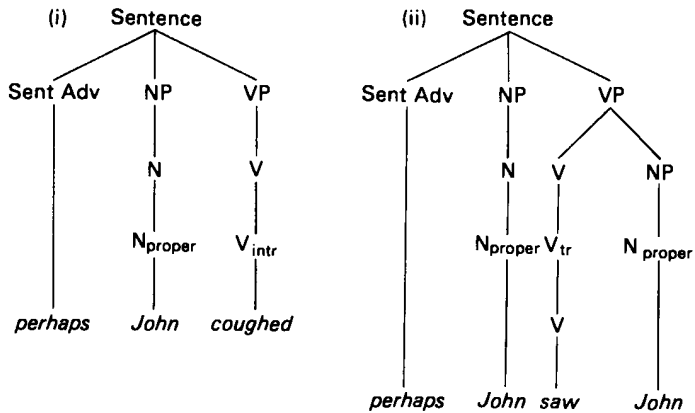 (i) Sentence
Sent Adv NP VP
N V
Nproper Vintr
perhaps John coughed
(ii) Sentence
Sent Adv NP VP
N V NP
Nproper Vtr N proper
V
perhaps John saw John